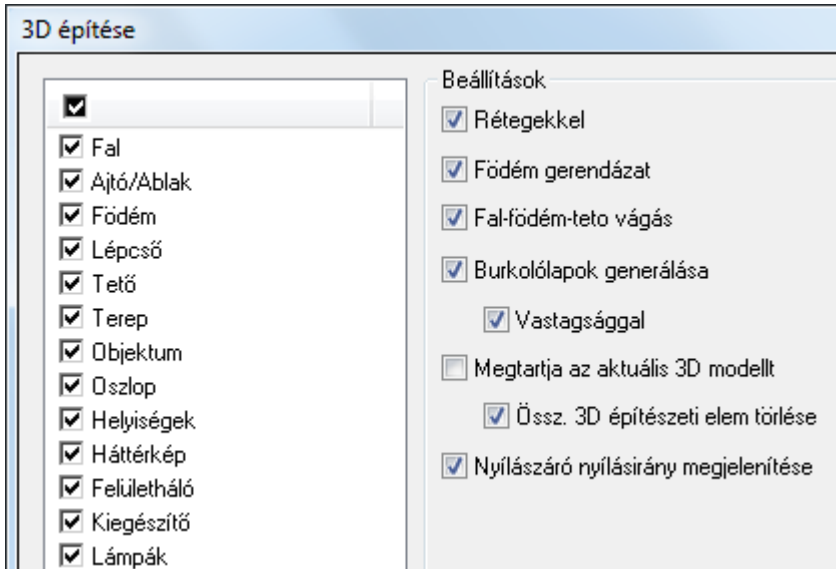 3D építése
Fal
Ajtó/Ablak
Födém
Lépcső
Tető
Terep
Objektum
Oszlop
Helyiségek
Háttérkép
Felületháló
Kiegészítő
Lámpák
Beállítások
Rétegekkel
Födém gerendázat
Fal-födém-teto vágás
Burkolólapok generálása
Vastagsággal
Megtartja az aktuális 3D modellt
Össz. 3D építészeti elem törlése
Nyílászáró nyílásirány megjelenítése